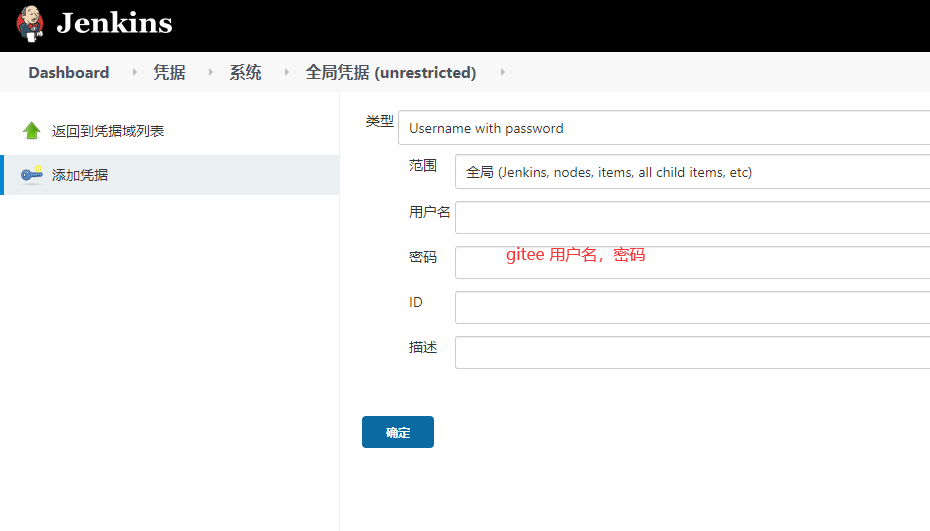 Jenkins
Dashboard 凭据 系统 全局凭据 (unrestricted)
返回到凭据域列表
添加凭据
类型 Username with password
范围 全局 (Jenkins, nodes, items, all child items, etc)
用户名
密码 gitee 用户名，密码
ID
描述
确定